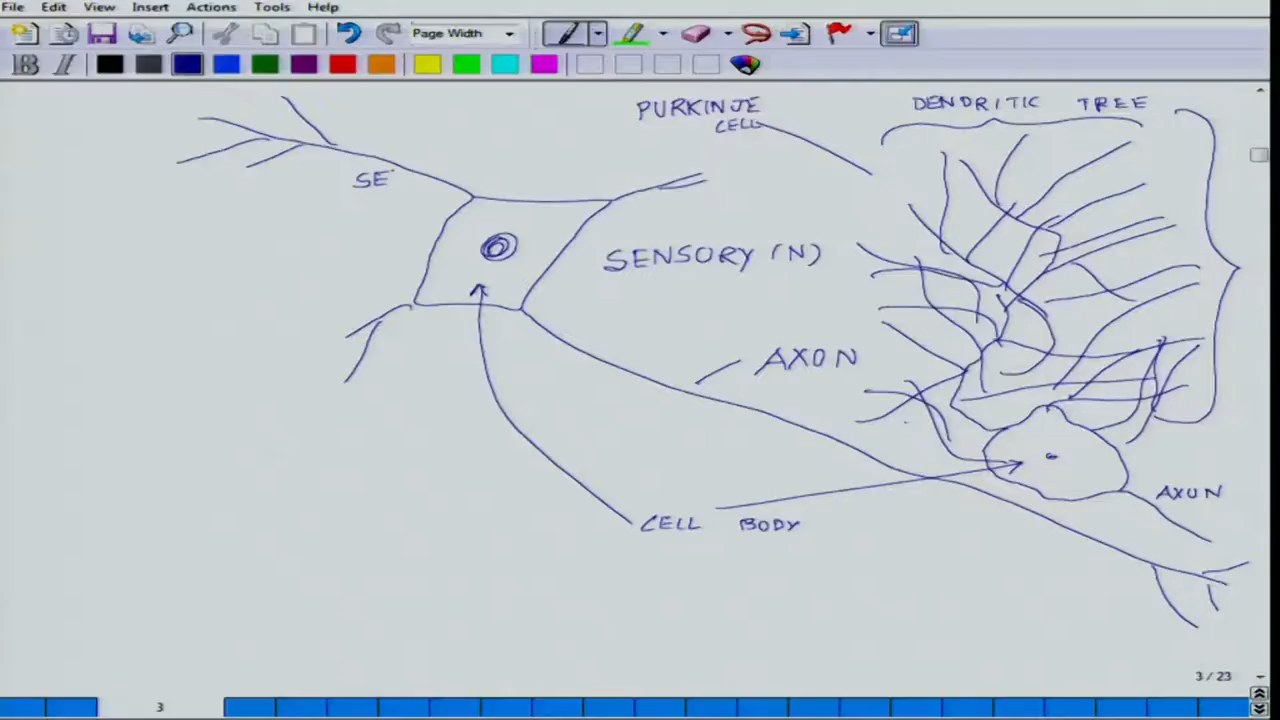 File Edit View Insert Actions Tools Help
Page Width
B I
PURKINJE
CELL
DENDRITIC TREE
SE
SENSORY (N)
AXON
CELL BODY
AXON
3 / 23
3